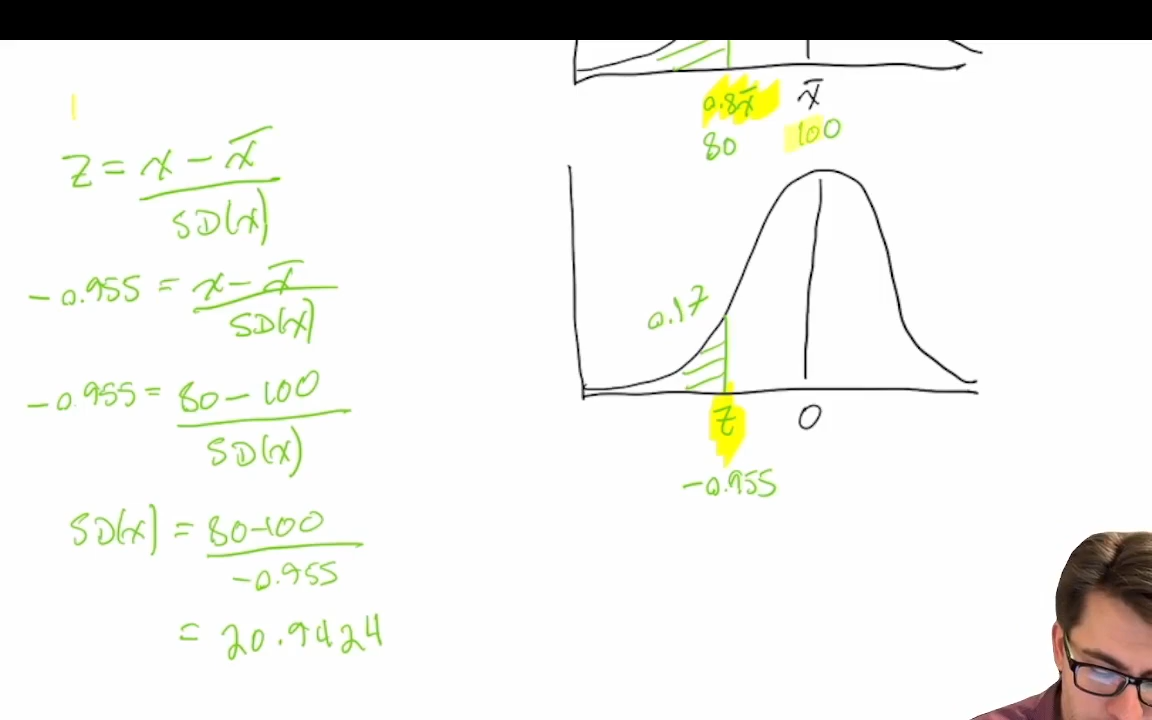 0.8x̄ x̄
80 100
z = x - x̄ / SD(x)
-0.955 = x - x̄ / SD(x)
0.17
-0.955 = 80 - 100 / SD(x)
z 0
-0.955
SD(x) = 80-100 / -0.955
= 20.9424